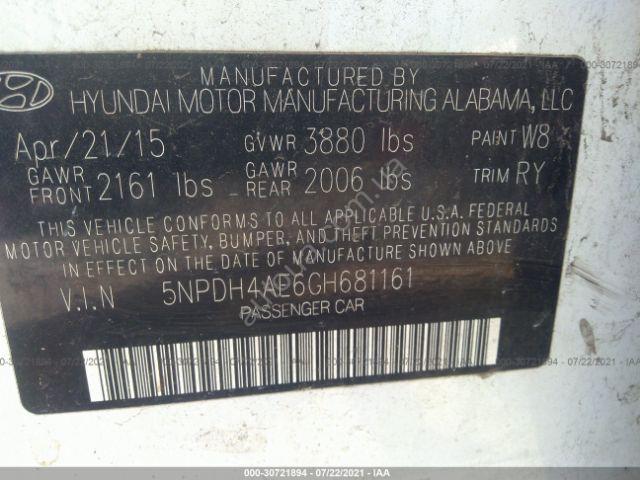 MANUFACTURED BY
HYUNDAI MOTOR MANUFACTURING ALABAMA, LLC
Apr/21/15 GVWR 3880 lbs PAINT W8
GAWR FRONT 2161 lbs GAWR REAR 2006 lbs TRIM RY
THIS VEHICLE CONFORMS TO ALL APPLICABLE U.S.A. FEDERAL
MOTOR VEHICLE SAFETY, BUMPER, AND THEFT PREVENTION STANDARDS
IN EFFECT ON THE DATE OF MANUFACTURE SHOWN ABOVE
V.I.N 5NPDH4AE6GH681161
PASSENGER CAR
000-30721894 - 07/22/2021 - IAA